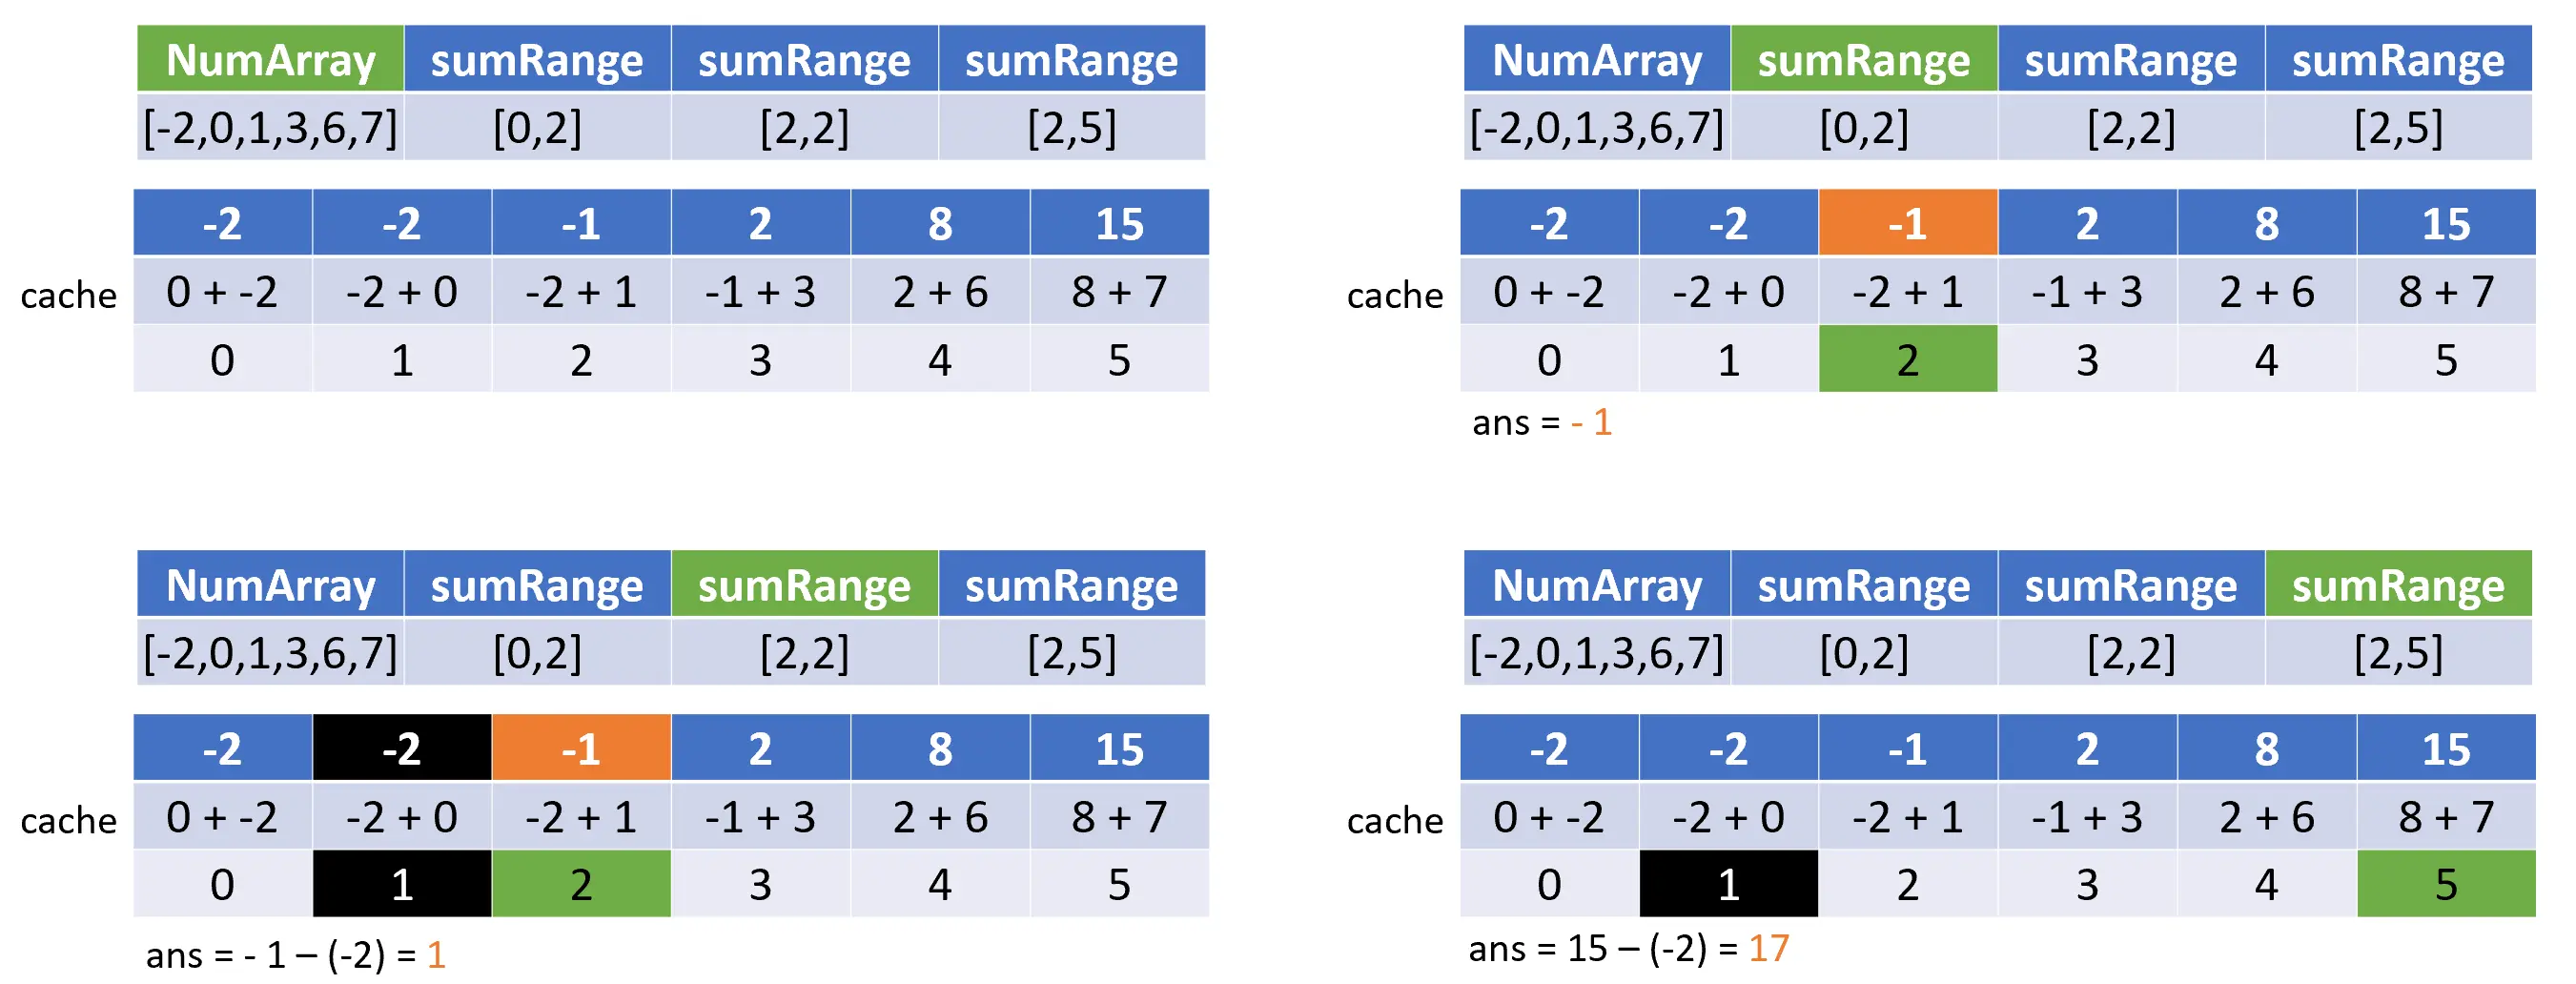 NumArray sumRange sumRange sumRange
[-2,0,1,3,6,7] [0,2] [2,2] [2,5]
-2 -2 -1 2 8 15
cache 0 + -2 -2 + 0 -2 + 1 -1 + 3 2 + 6 8 + 7
0 1 2 3 4 5
NumArray sumRange sumRange sumRange
[-2,0,1,3,6,7] [0,2] [2,2] [2,5]
-2 -2 -1 2 8 15
cache 0 + -2 -2 + 0 -2 + 1 -1 + 3 2 + 6 8 + 7
0 1 2 3 4 5
ans = - 1
NumArray sumRange sumRange sumRange
[-2,0,1,3,6,7] [0,2] [2,2] [2,5]
-2 -2 -1 2 8 15
cache 0 + -2 -2 + 0 -2 + 1 -1 + 3 2 + 6 8 + 7
0 1 2 3 4 5
ans = - 1 – (-2) = 1
NumArray sumRange sumRange sumRange
[-2,0,1,3,6,7] [0,2] [2,2] [2,5]
-2 -2 -1 2 8 15
cache 0 + -2 -2 + 0 -2 + 1 -1 + 3 2 + 6 8 + 7
0 1 2 3 4 5
ans = 15 – (-2) = 17